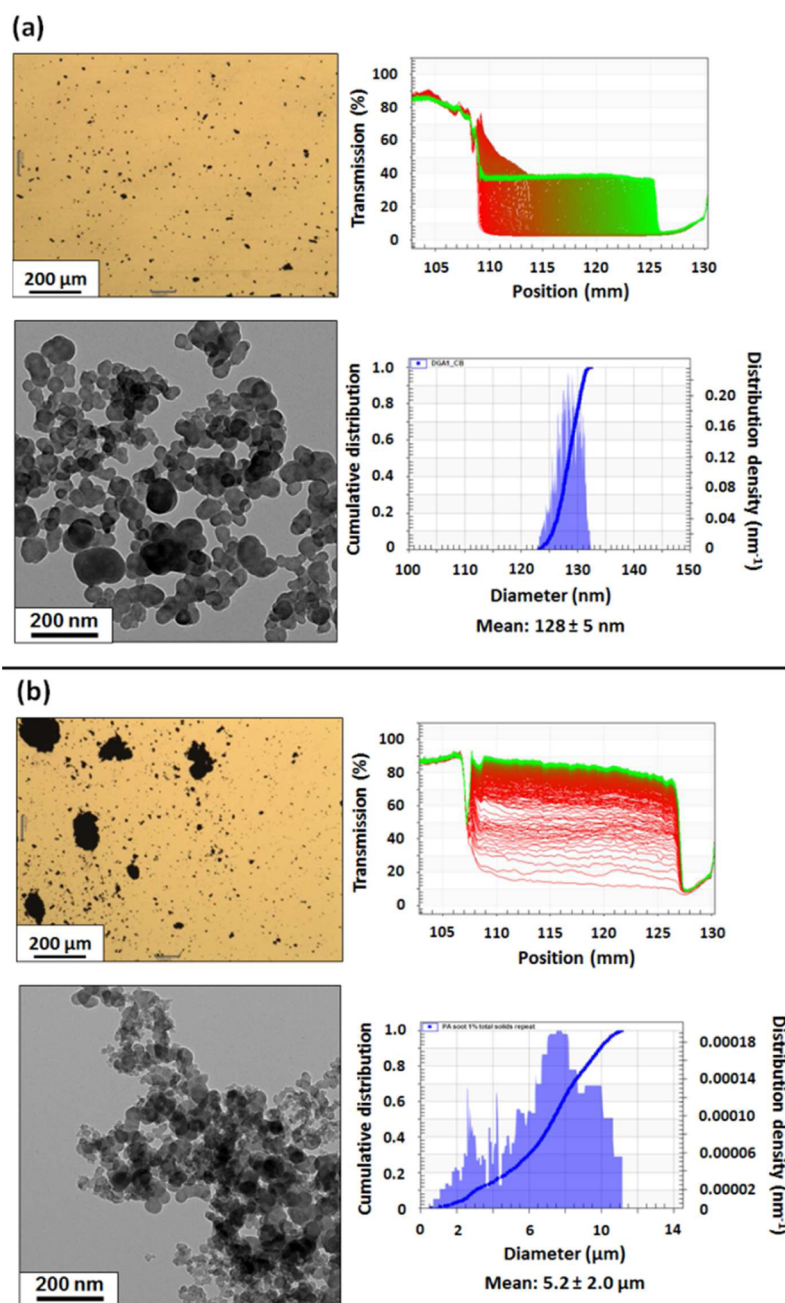 (a)
200 µm
Transmission (%)
100
80
60
40
20
0
105 110 115 120 125 130
Position (mm)
200 nm
DGA1_CB
Cumulative distribution
1.0
0.8
0.6
0.4
0.2
0
Distribution density (nm⁻¹)
0.20
0.16
0.12
0.08
0.04
0
100 110 120 130 140 150
Diameter (nm)
Mean: 128 ± 5 nm
(b)
200 µm
Transmission (%)
100
80
60
40
20
0
105 110 115 120 125 130
Position (mm)
200 nm
PA soot 1% total solids repeat
Cumulative distribution
1.0
0.8
0.6
0.4
0.2
0
Distribution density (nm⁻¹)
0.00018
0.00014
0.00010
0.00006
0.00002
0
0 2 6 10 14
Diameter (µm)
Mean: 5.2 ± 2.0 µm